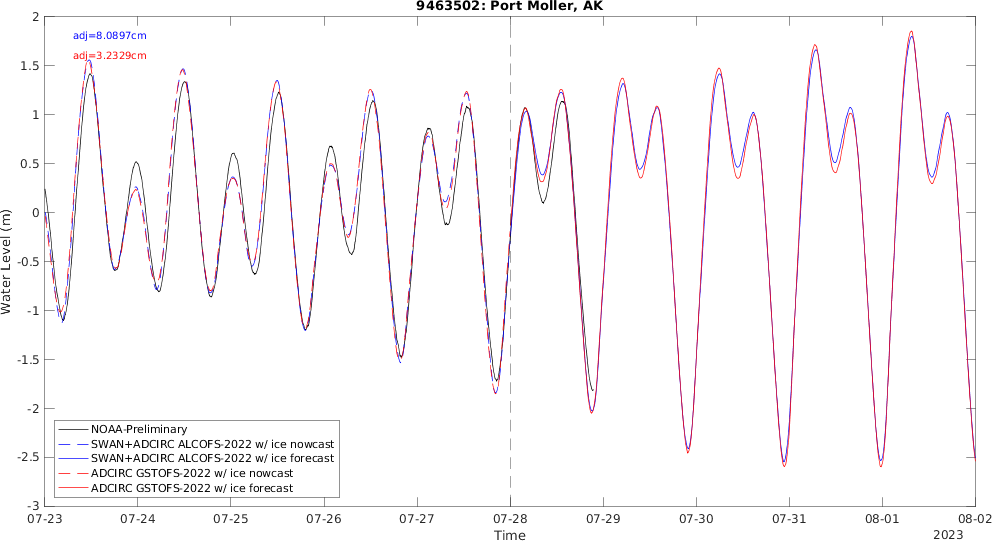 9463502: Port Moller, AK
adj=8.0897cm
adj=3.2329cm
Water Level (m)
2
1.5
1
0.5
0
-0.5
-1
-1.5
-2
-2.5
-3
NOAA-Preliminary
SWAN+ADCIRC ALCOFS-2022 w/ ice nowcast
SWAN+ADCIRC ALCOFS-2022 w/ ice forecast
ADCIRC GSTOFS-2022 w/ ice nowcast
ADCIRC GSTOFS-2022 w/ ice forecast
07-23 07-24 07-25 07-26 07-27 07-28 07-29 07-30 07-31 08-01 08-02
Time
2023